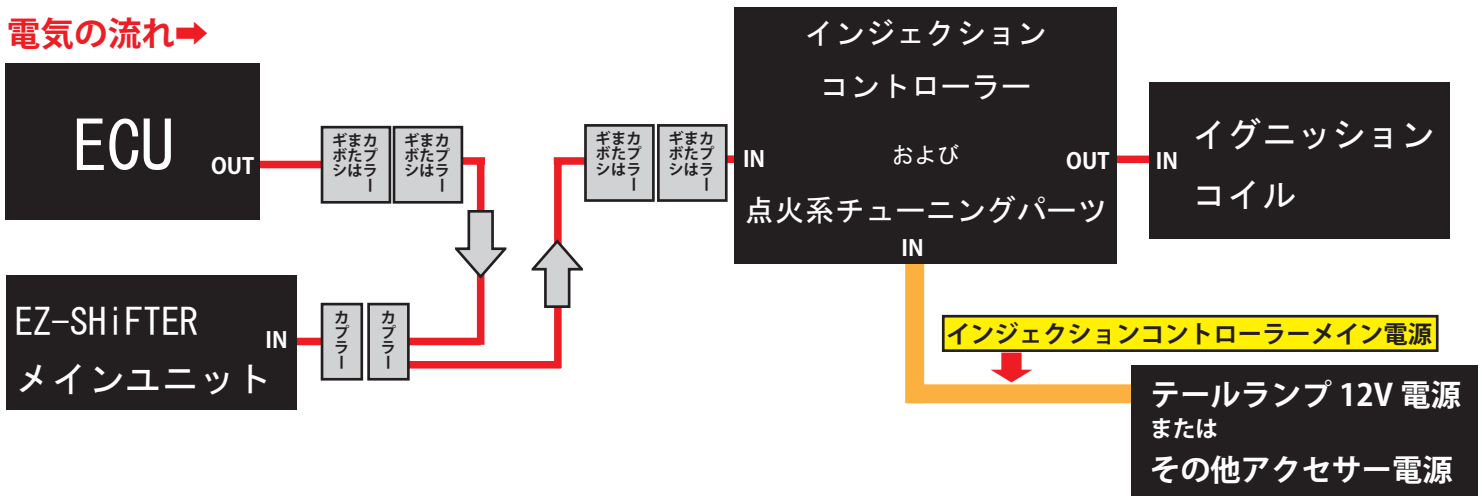 電気の流れ➡
ECU
OUT
カプラー
または
ギボシ
カプラー
または
ギボシ
カプラー
または
ギボシ
カプラー
または
ギボシ
インジェクション
コントローラー
および
点火系チューニングパーツ
IN
OUT
IN
IN
イグニッション
コイル
EZ-SHiFTER
メインユニット
IN
カプラー
カプラー
インジェクションコントローラーメイン電源
テールランプ 12V 電源
または
その他アクセサー電源